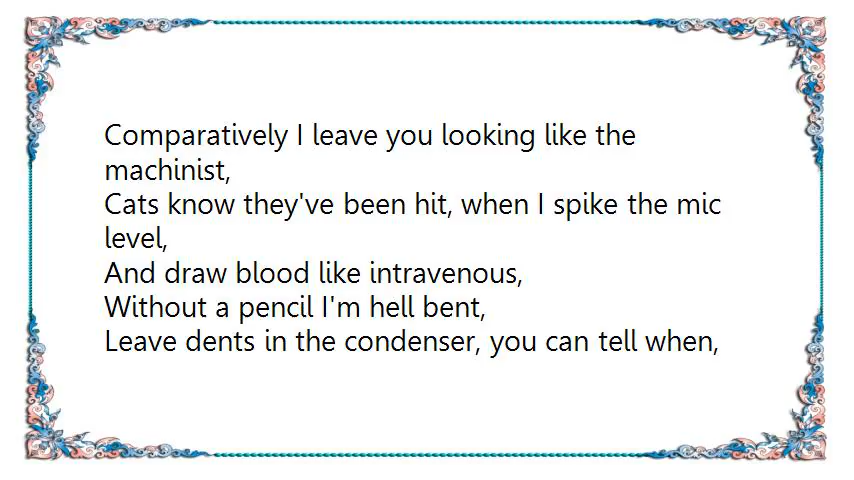 Comparatively I leave you looking like the
machinist,
Cats know they've been hit, when I spike the mic
level,
And draw blood like intravenous,
Without a pencil I'm hell bent,
Leave dents in the condenser, you can tell when,